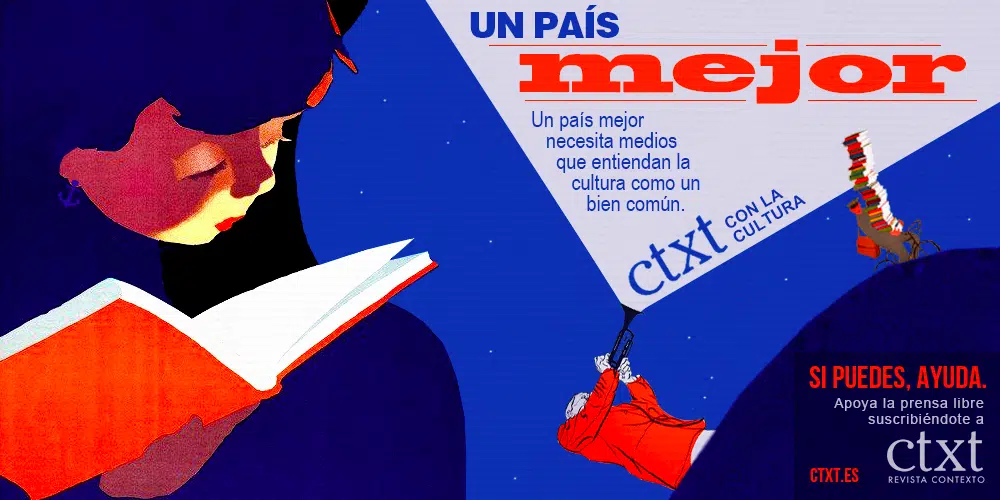 UN PAÍS
mejor
Un país mejor
necesita medios
que entiendan la
cultura como un
bien común.
ctxt CON LA
CULTURA
SI PUEDES, AYUDA.
Apoya la prensa libre
suscribiéndote a
ctxt
REVISTA CONTEXTO
CTXT.ES